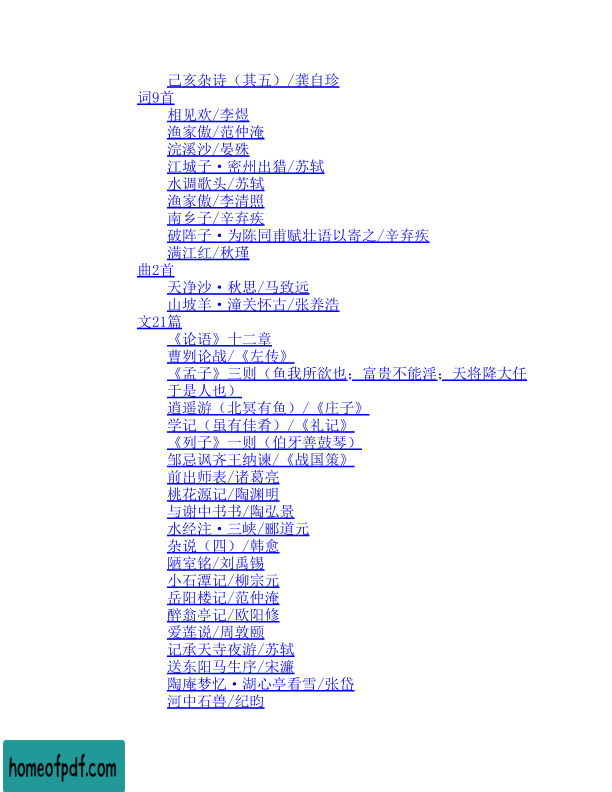 己亥杂诗（其五）/龚自珍
词9首
相见欢/李煜
渔家傲/范仲淹
浣溪沙/晏殊
江城子·密州出猎/苏轼
水调歌头/苏轼
渔家傲/李清照
南乡子/辛弃疾
破阵子·为陈同甫赋壮语以寄之/辛弃疾
满江红/秋瑾
曲2首
天净沙·秋思/马致远
山坡羊·潼关怀古/张养浩
文21篇
《论语》十二章
曹刿论战/《左传》
《孟子》三则（鱼我所欲也；富贵不能淫；天将降大任
于是人也）
逍遥游（北冥有鱼）/《庄子》
学记（虽有佳肴）/《礼记》
《列子》一则（伯牙善鼓琴）
邹忌讽齐王纳谏/《战国策》
前出师表/诸葛亮
桃花源记/陶渊明
与谢中书书/陶弘景
水经注·三峡/郦道元
杂说（四）/韩愈
陋室铭/刘禹锡
小石潭记/柳宗元
岳阳楼记/范仲淹
醉翁亭记/欧阳修
爱莲说/周敦颐
记承天寺夜游/苏轼
送东阳马生序/宋濂
陶庵梦忆·湖心亭看雪/张岱
河中石兽/纪昀
homeofpdf.com